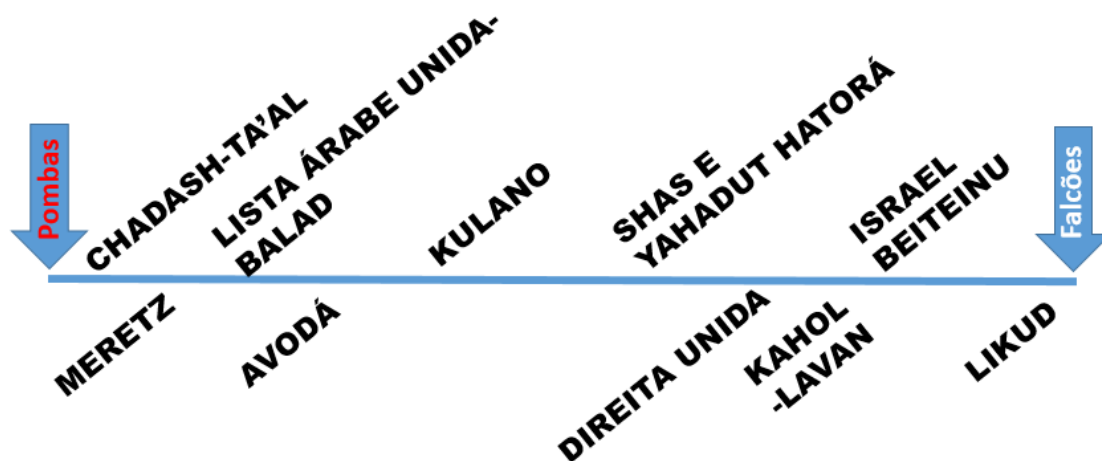 Pombas
CHADASH-TA'AL
LISTA ÁRABE UNIDA-
BALAD
KULANO
SHAS E
YAHADUT HATORÁ
ISRAEL
BEITEINU
Falcões
MERETZ
AVODÁ
DIREITA UNIDA
KAHOL
-LAVAN
LIKUD